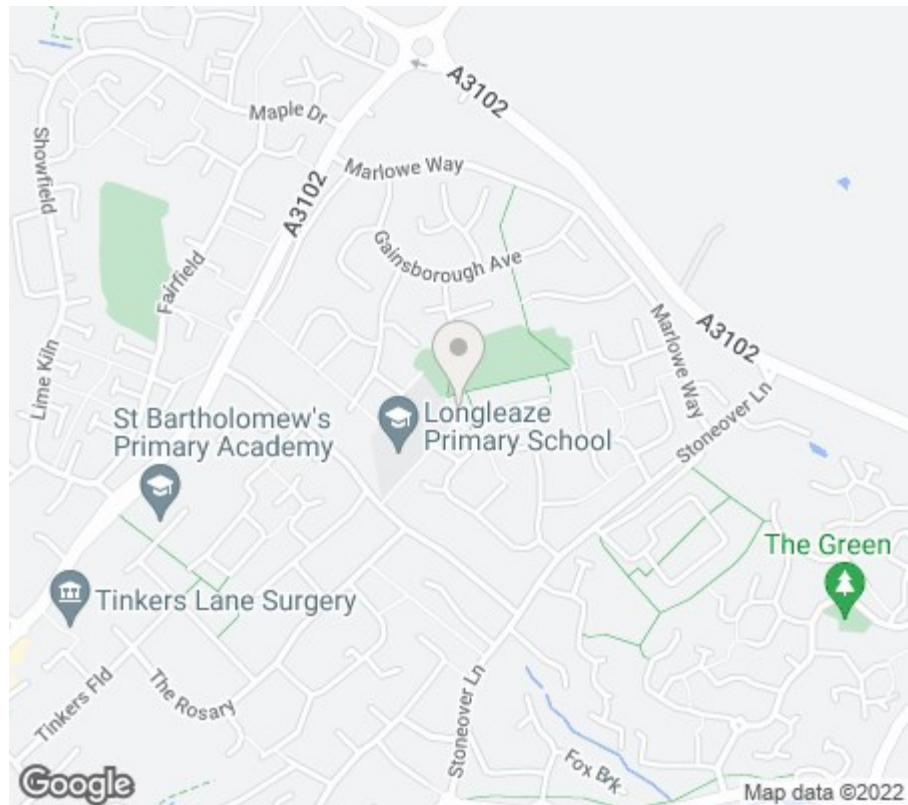 A3102
Maple Dr
Showfield
Marlowe Way
A3102
Gainsborough Ave
Fairfield
Marlowe Way
A3102
Lime Kiln
Stoneover Ln
St Bartholomew's
Primary Academy
Longleaze
Primary School
The Green
Tinkers Lane Surgery
The Rosary
Tinkers Fld
Stoneover Ln
Fox Brk
Google
Map data ©2022